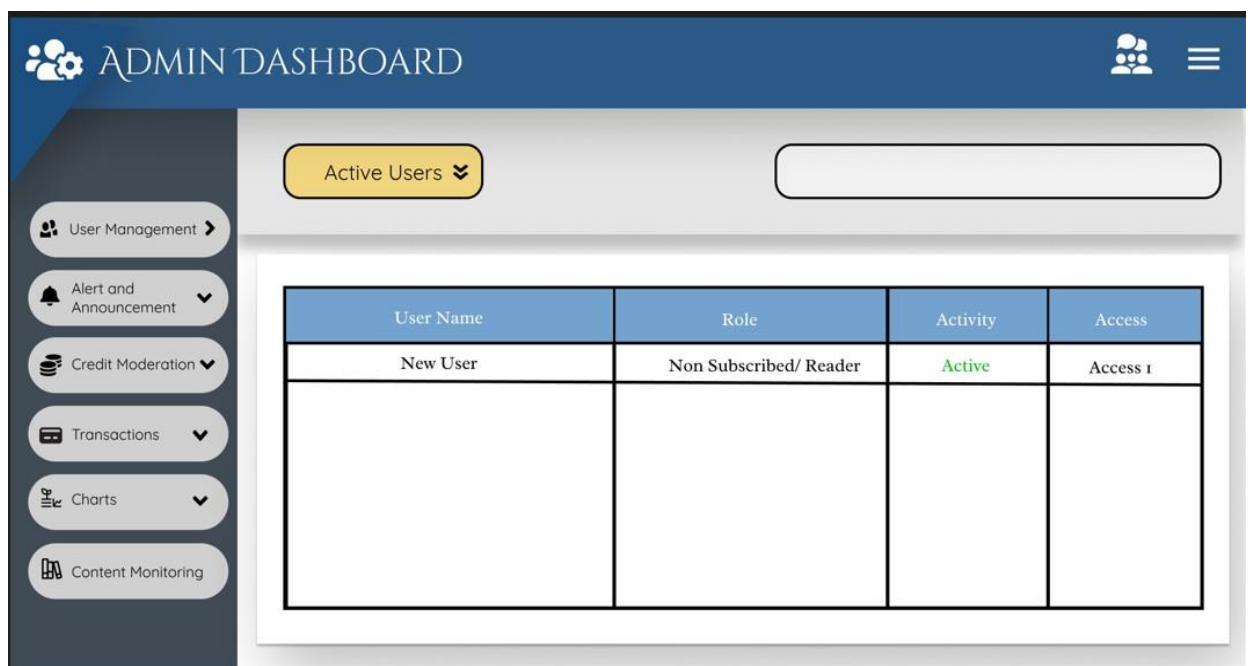 ADMIN DASHBOARD
Active Users
User Management
Alert and
Announcement
Credit Moderation
Transactions
Charts
Content Monitoring
User Name Role Activity Access
New User Non Subscribed/ Reader Active Access 1